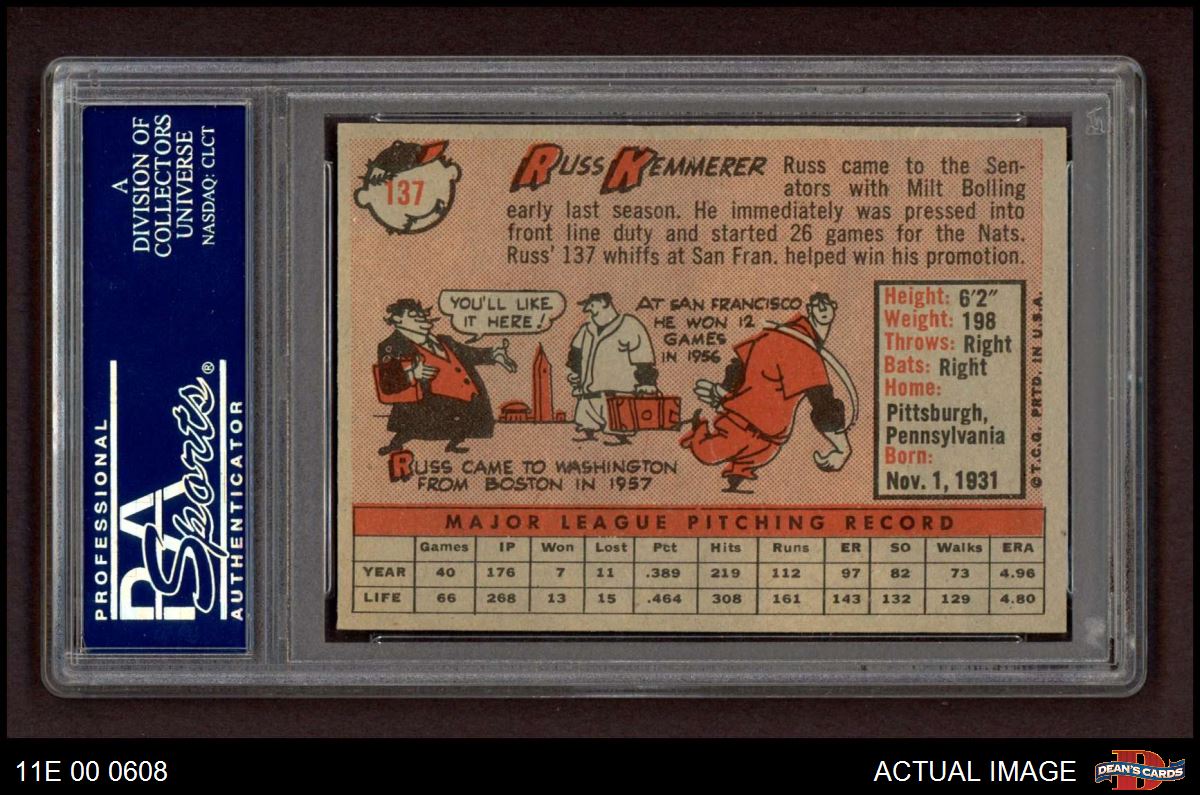 A
DIVISION OF
COLLECTORS
UNIVERSE
NASDAQ: CLCT
PROFESSIONAL
PSA
Sports®
AUTHENTICATOR
137
RUSS KEMMERER
Russ came to the Sen-
ators with Milt Bolling
early last season. He immediately was pressed into
front line duty and started 26 games for the Nats.
Russ' 137 whiffs at San Fran. helped win his promotion.
YOU'LL LIKE
IT HERE!
AT SAN FRANCISCO
HE WON 12
GAMES
IN 1956
RUSS CAME TO WASHINGTON
FROM BOSTON IN 1957
Height: 6'2"
Weight: 198
Throws: Right
Bats: Right
Home:
Pittsburgh,
Pennsylvania
Born:
Nov. 1, 1931
© T.C.G. PRTD. IN U.S.A.
MAJOR LEAGUE PITCHING RECORD
Games IP Won Lost Pct Hits Runs ER SO Walks ERA
YEAR 40 176 7 11 .389 219 112 97 82 73 4.96
LIFE 66 268 13 15 .464 308 161 143 132 129 4.80
11E 00 0608
ACTUAL IMAGE
D
DEAN'S CARDS